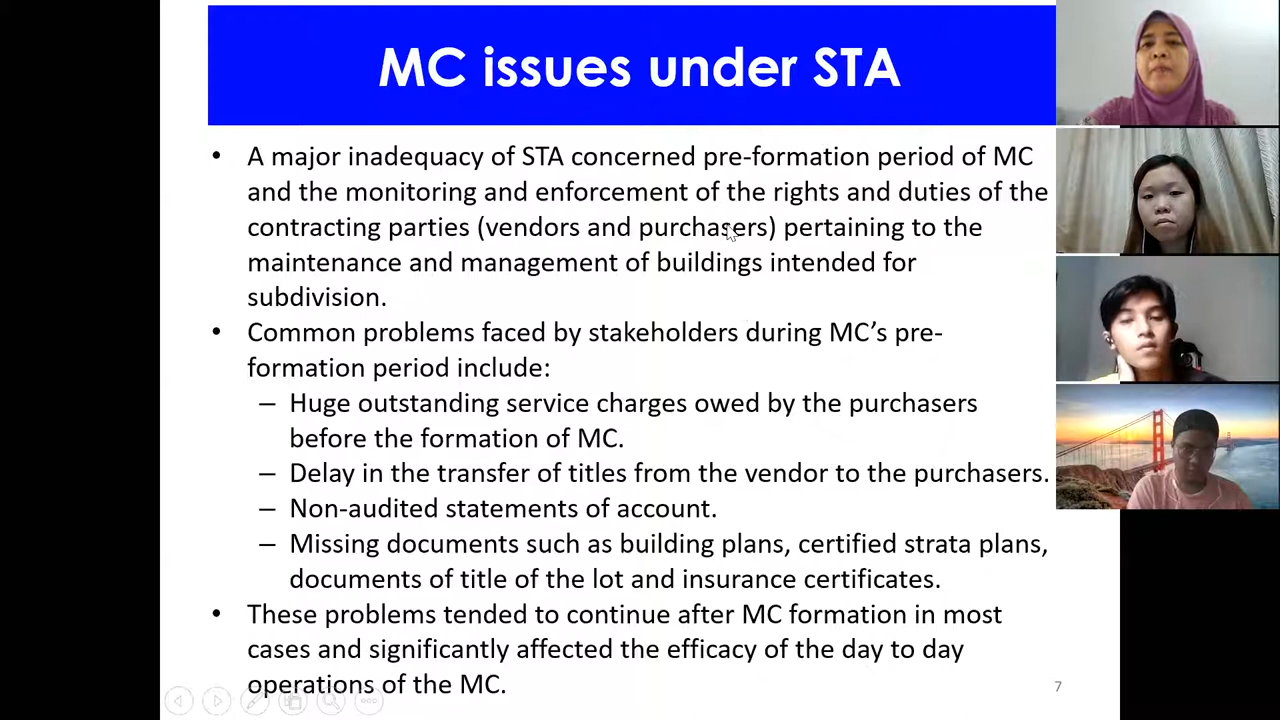 MC issues under STA
• A major inadequacy of STA concerned pre-formation period of MC
and the monitoring and enforcement of the rights and duties of the
contracting parties (vendors and purchasers) pertaining to the
maintenance and management of buildings intended for
subdivision.
• Common problems faced by stakeholders during MC’s pre-
formation period include:
– Huge outstanding service charges owed by the purchasers
before the formation of MC.
– Delay in the transfer of titles from the vendor to the purchasers.
– Non-audited statements of account.
– Missing documents such as building plans, certified strata plans,
documents of title of the lot and insurance certificates.
• These problems tended to continue after MC formation in most
cases and significantly affected the efficacy of the day to day
operations of the MC.
7